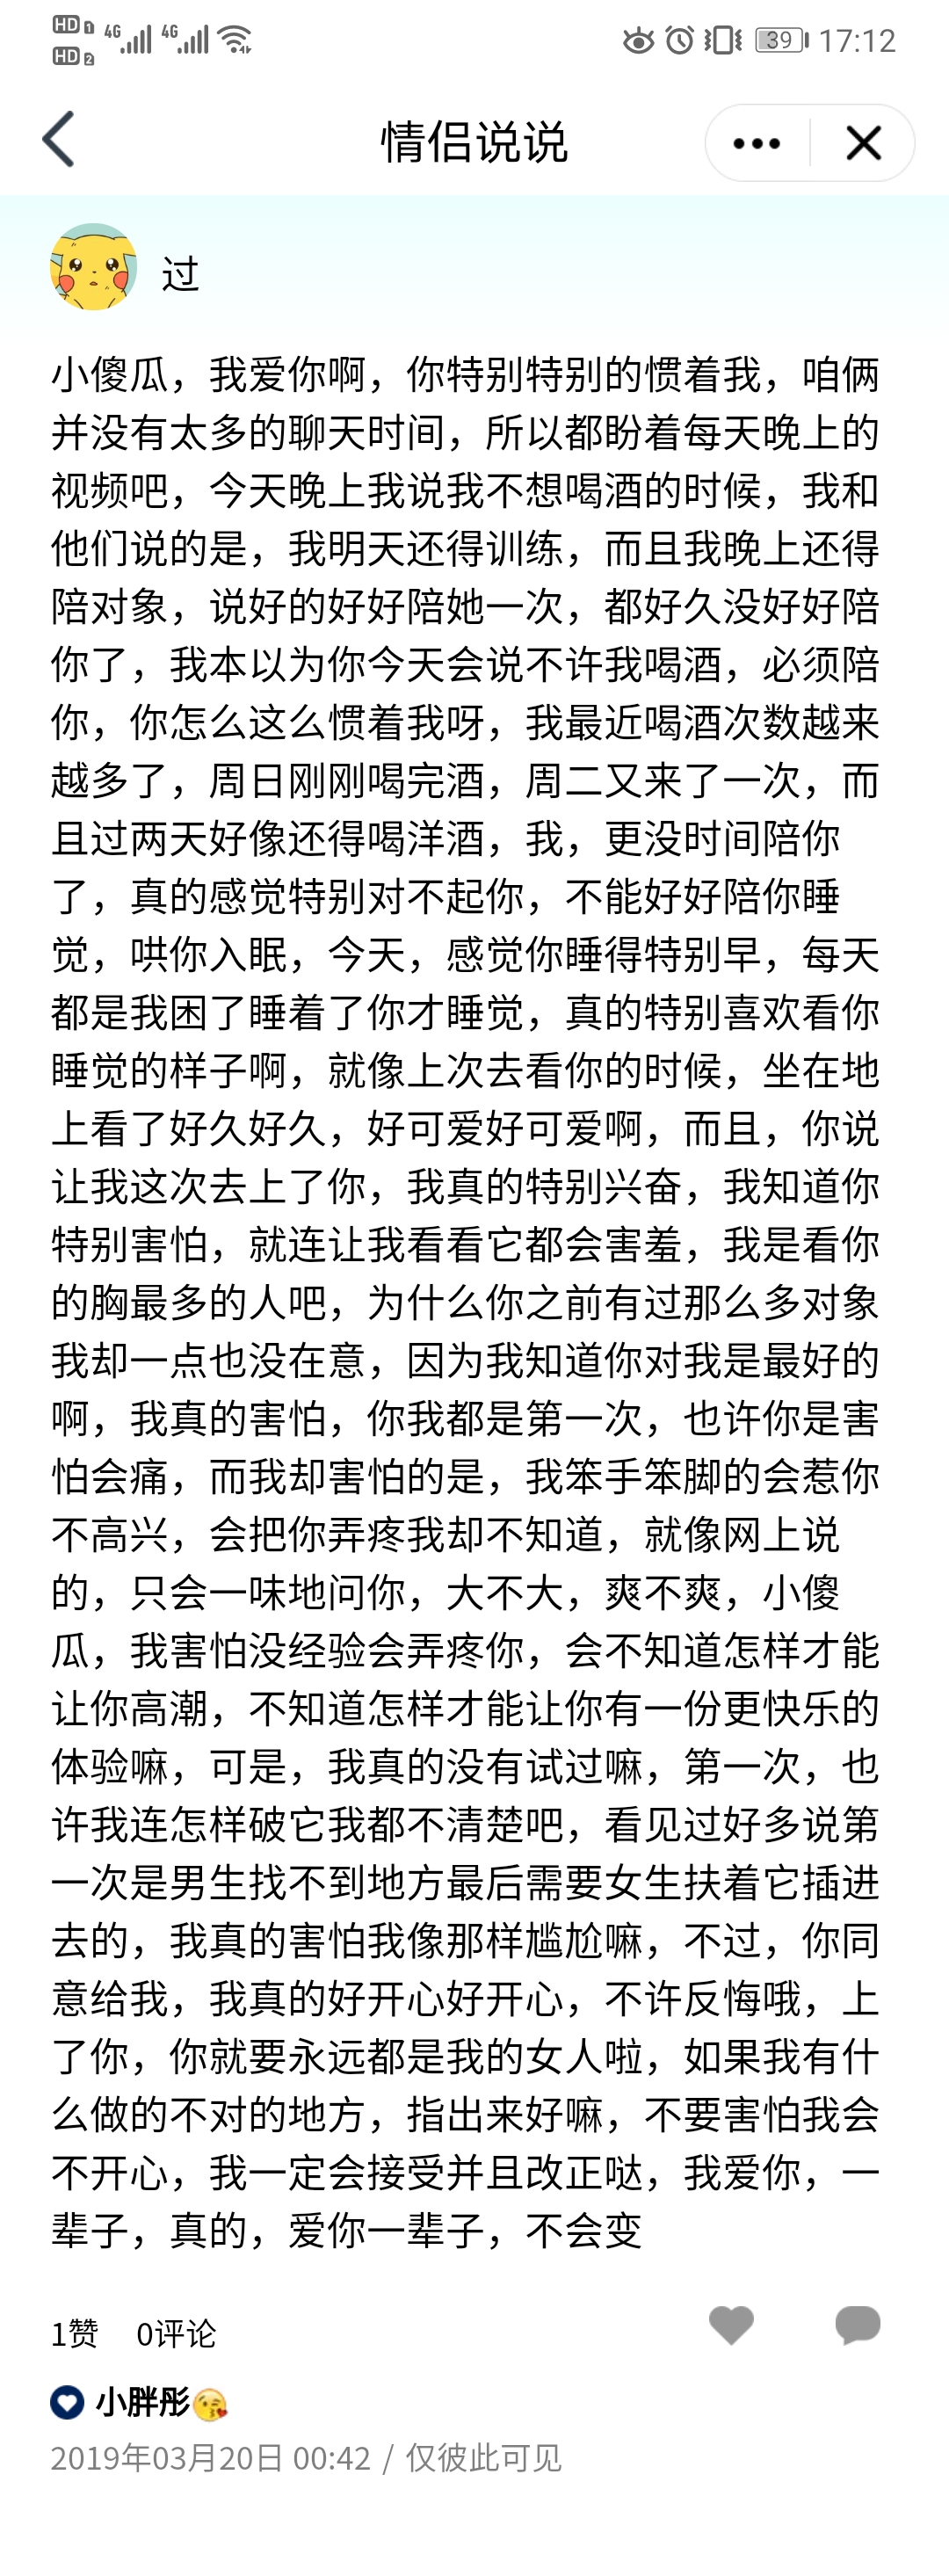 HD 1 4G 4G
HD 2
39 17:12
情侣说说
过
小傻瓜，我爱你啊，你特别特别的惯着我，咱俩
并没有太多的聊天时间，所以都盼着每天晚上的
视频吧，今天晚上我说我不想喝酒的时候，我和
他们说的是，我明天还得训练，而且我晚上还得
陪对象，说好的好好陪她一次，都好久没好好陪
你了，我本以为你今天会说不许我喝酒，必须陪
你，你怎么这么惯着我呀，我最近喝酒次数越来
越多了，周日刚刚喝完酒，周二又来了一次，而
且过两天好像还得喝洋酒，我，更没时间陪你
了，真的感觉特别对不起你，不能好好陪你睡
觉，哄你入眠，今天，感觉你睡得特别早，每天
都是我困了睡着了你才睡觉，真的特别喜欢看你
睡觉的样子啊，就像上次去看你的时候，坐在地
上看了好久好久，好可爱好可爱啊，而且，你说
让我这次去上了你，我真的特别兴奋，我知道你
特别害怕，就连让我看看它都会害羞，我是看你
的胸最多的人吧，为什么你之前有过那么多对象
我却一点也没在意，因为我知道你对我是最好的
啊，我真的害怕，你我都是第一次，也许你是害
怕会痛，而我却害怕的是，我笨手笨脚的会惹你
不高兴，会把你弄疼我却不知道，就像网上说
的，只会一味地问你，大不大，爽不爽，小傻
瓜，我害怕没经验会弄疼你，会不知道怎样才能
让你高潮，不知道怎样才能让你有一份更快乐的
体验嘛，可是，我真的没有试过嘛，第一次，也
许我连怎样破它我都不清楚吧，看见过好多说第
一次是男生找不到地方最后需要女生扶着它插进
去的，我真的害怕我像那样尴尬嘛，不过，你同
意给我，我真的好开心好开心，不许反悔哦，上
了你，你就要永远都是我的女人啦，如果我有什
么做的不对的地方，指出来好嘛，不要害怕我会
不开心，我一定会接受并且改正哒，我爱你，一
辈子，真的，爱你一辈子，不会变
1赞 0评论
小胖彤😘
2019年03月20日 00:42 / 仅彼此可见